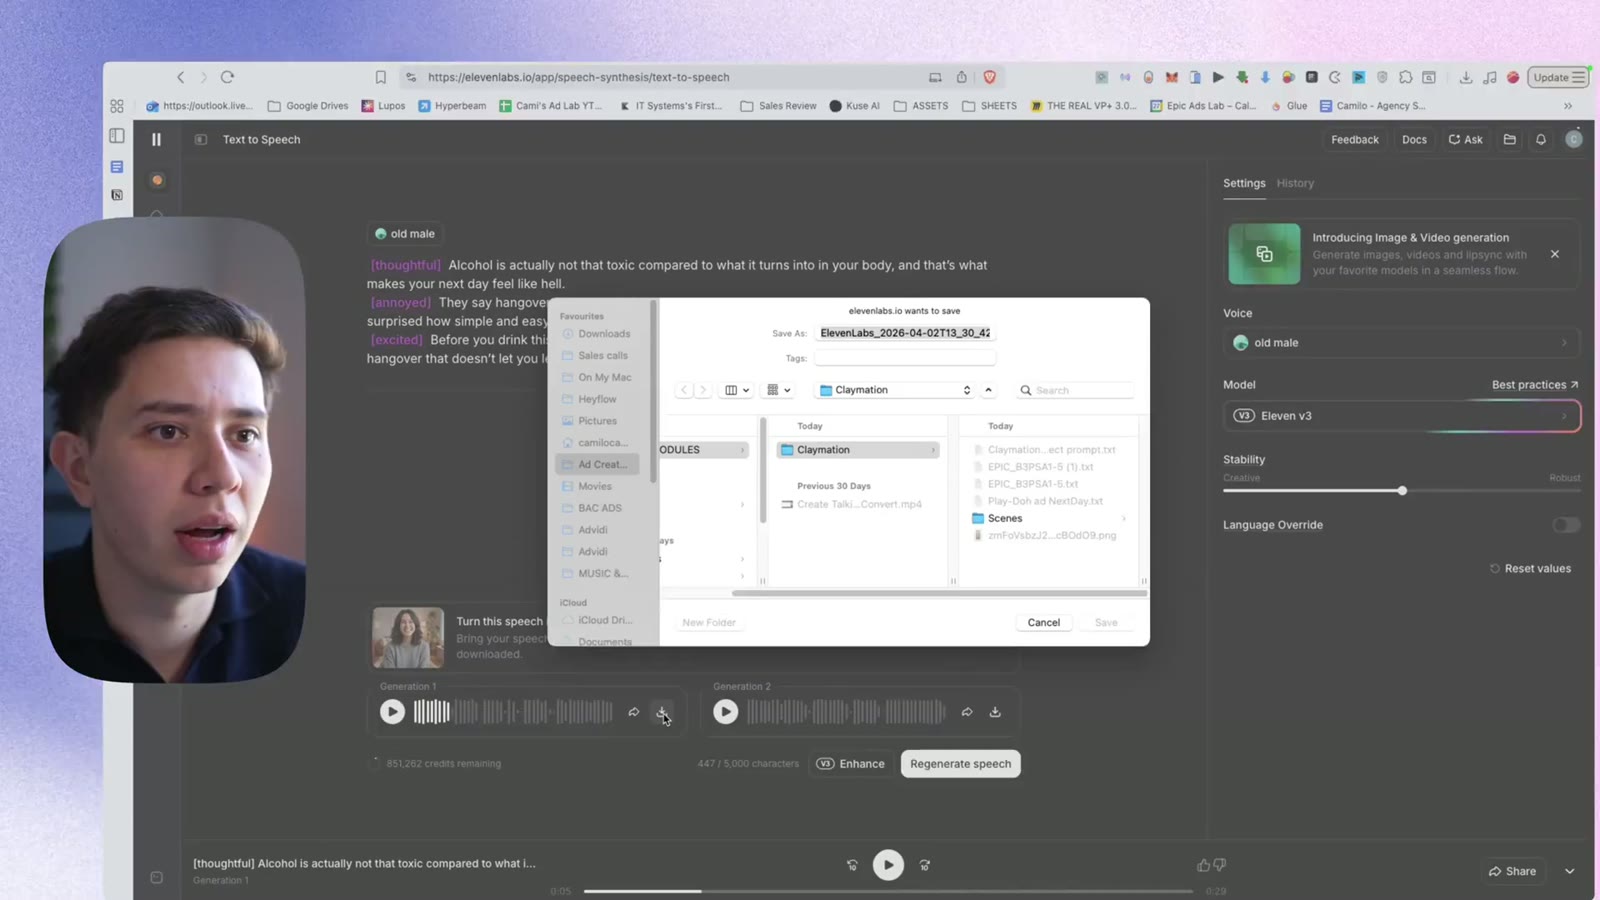 https://elevenlabs.io/app/speech-synthesis/text-to-speech
Update
https://outlook.live...
Google Drives
Lupos
Hyperbeam
Cami's Ad Lab YT...
IT Systems's First...
Sales Review
Kuse AI
ASSETS
SHEETS
THE REAL VP+ 3.0...
Epic Ads Lab – Cal...
Glue
Camilo - Agency S...
Text to Speech
Feedback
Docs
Ask
C
Settings
History
old male
[thoughtful] Alcohol is actually not that toxic compared to what it turns into in your body, and that's what
makes your next day feel like hell.
[annoyed] They say hangove
surprised how simple and easy
[excited] Before you drink this
hangover that doesn't let you l
Introducing Image & Video generation
Generate images, videos and lipsync with
your favorite models in a seamless flow.
Voice
old male
Model
Best practices
V3 Eleven v3
Stability
Creative
Robust
Language Override
Reset values
elevenlabs.io wants to save
Save As: ElevenLabs_2026-04-02T13_30_42
Tags:
Claymation
Search
Favourites
Downloads
Sales calls
On My Mac
Heyflow
Pictures
camiloca...
Ad Creat...
Movies
BAC ADS
Advidi
Advidi
MUSIC &...
iCloud
iCloud Dri...
Documents
ODULES
ays
s
Today
Claymation
Previous 30 Days
Create Talki...Convert.mp4
Today
Claymation...ect prompt.txt
EPIC_B3PSA1-5 (1).txt
EPIC_B3PSA1-5.txt
Play-Doh ad NextDay.txt
Scenes
zmFoVsbzJ2...cBOdO9.png
New Folder
Cancel
Save
Turn this speech
Bring your speec
downloaded.
Generation 1
Generation 2
851,262 credits remaining
447 / 5,000 characters
V3 Enhance
Regenerate speech
[thoughtful] Alcohol is actually not that toxic compared to what i...
Generation 1
10
10
0:05
0:29
Share